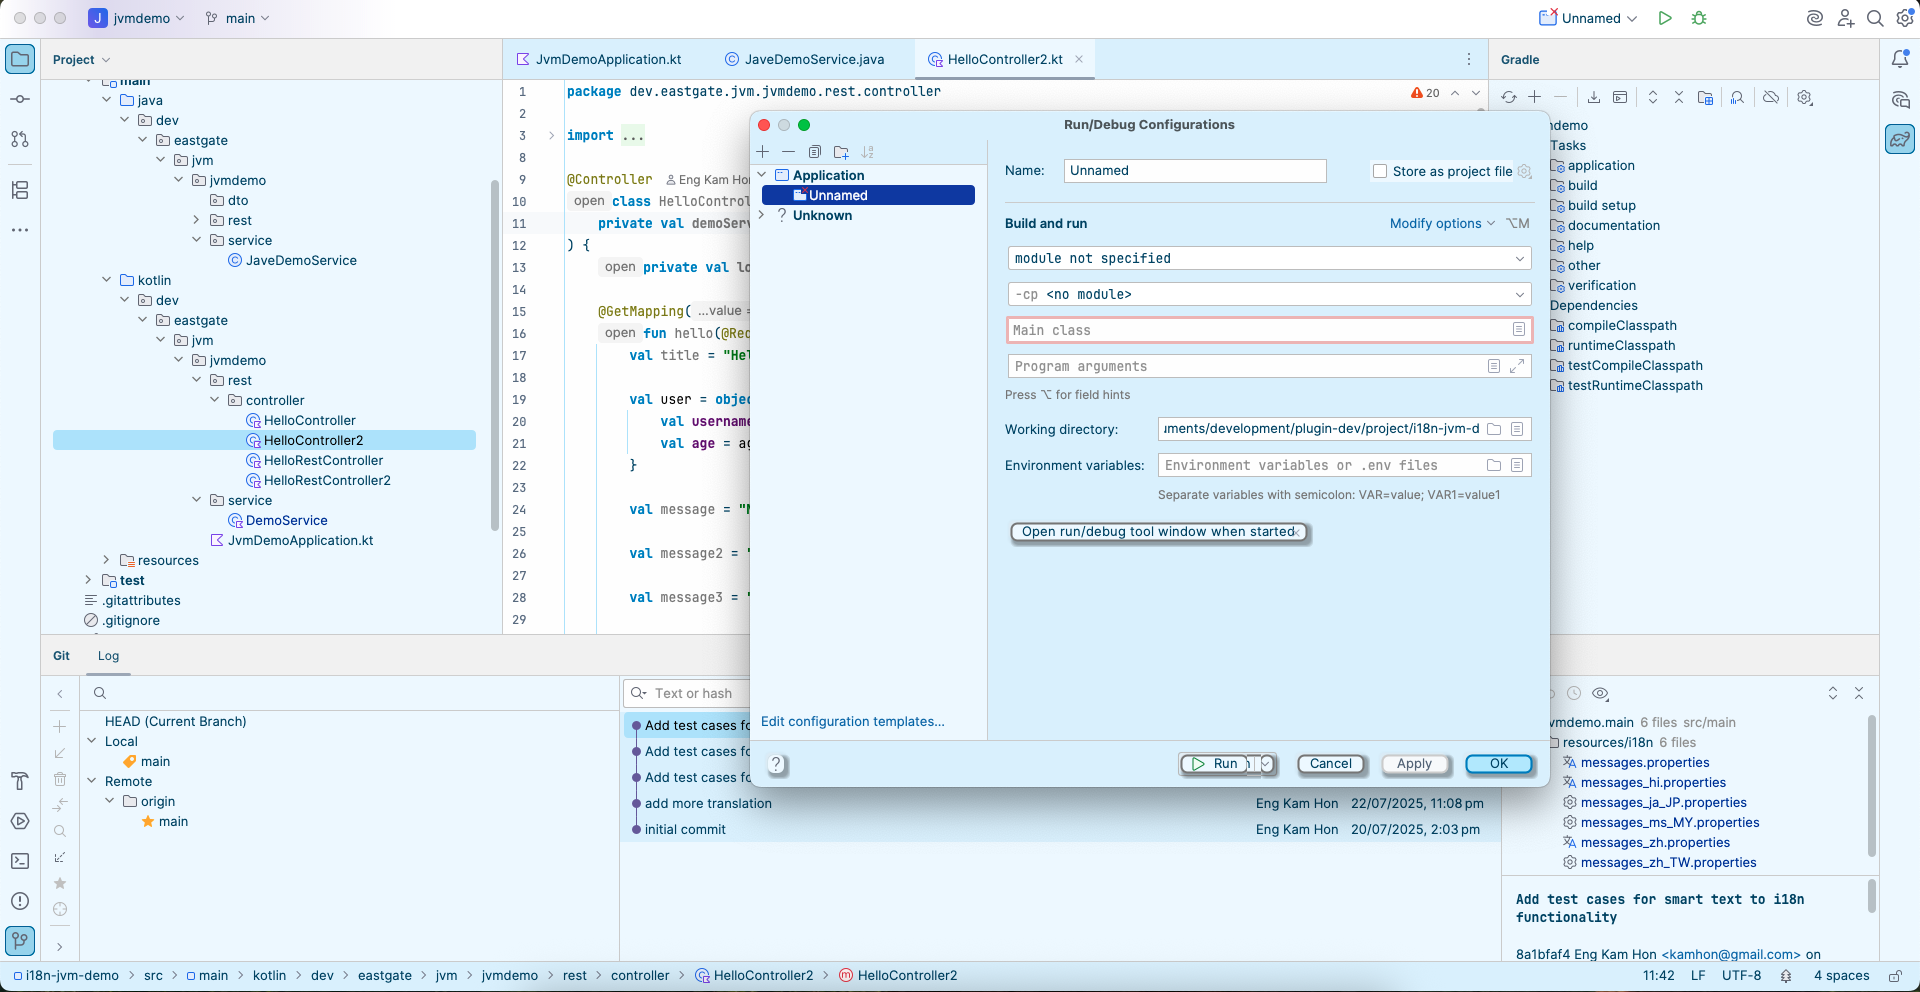 J jvmdemo
main
Unnamed
Project
main
java
dev
eastgate
jvm
jvmdemo
dto
rest
service
JaveDemoService
kotlin
dev
eastgate
jvm
jvmdemo
rest
controller
HelloController
HelloController2
HelloRestController
HelloRestController2
service
DemoService
JvmDemoApplication.kt
resources
test
.gitattributes
.gitignore
JvmDemoApplication.kt
JaveDemoService.java
HelloController2.kt
20
1 package dev.eastgate.jvm.jvmdemo.rest.controller
2
3 import ...
8
9 @Controller Eng Kam Hon
10 open class HelloControl
11 private val demoServ
12 ) {
13 open private val lo
14
15 @GetMapping( ...value =
16 open fun hello(@Req
17 val title = "Hel
18
19 val user = objec
20 val username
21 val age = ag
22 }
23
24 val message = "
25
26 val message2 = "
27
28 val message3 = "
29
Run/Debug Configurations
Application
Unnamed
? Unknown
Edit configuration templates...
Name: Unnamed
Store as project file
Build and run
Modify options ⌥M
module not specified
-cp <no module>
Main class
Program arguments
Press ⌥ for field hints
Working directory:
ments/development/plugin-dev/project/i18n-jvm-d
Environment variables:
Environment variables or .env files
Separate variables with semicolon: VAR=value; VAR1=value1
Open run/debug tool window when started
?
Run
Cancel
Apply
OK
Gradle
demo
Tasks
application
build
build setup
documentation
help
other
verification
Dependencies
compileClasspath
runtimeClasspath
testCompileClasspath
testRuntimeClasspath
Git
Log
HEAD (Current Branch)
Local
main
Remote
origin
main
Text or hash
Add test cases fo
Add test cases fo
Add test cases fo
add more translation Eng Kam Hon 22/07/2025, 11:08 pm
initial commit Eng Kam Hon 20/07/2025, 2:03 pm
vmdemo.main 6 files src/main
resources/i18n 6 files
messages.properties
messages_hi.properties
messages_ja_JP.properties
messages_ms_MY.properties
messages_zh.properties
messages_zh_TW.properties
Add test cases for smart text to i18n
functionality
8a1bfaf4 Eng Kam Hon <kamhon@gmail.com> on
i18n-jvm-demo > src > main > kotlin > dev > eastgate > jvm > jvmdemo > rest > controller > HelloController2 > HelloController2
11:42 LF UTF-8 4 spaces